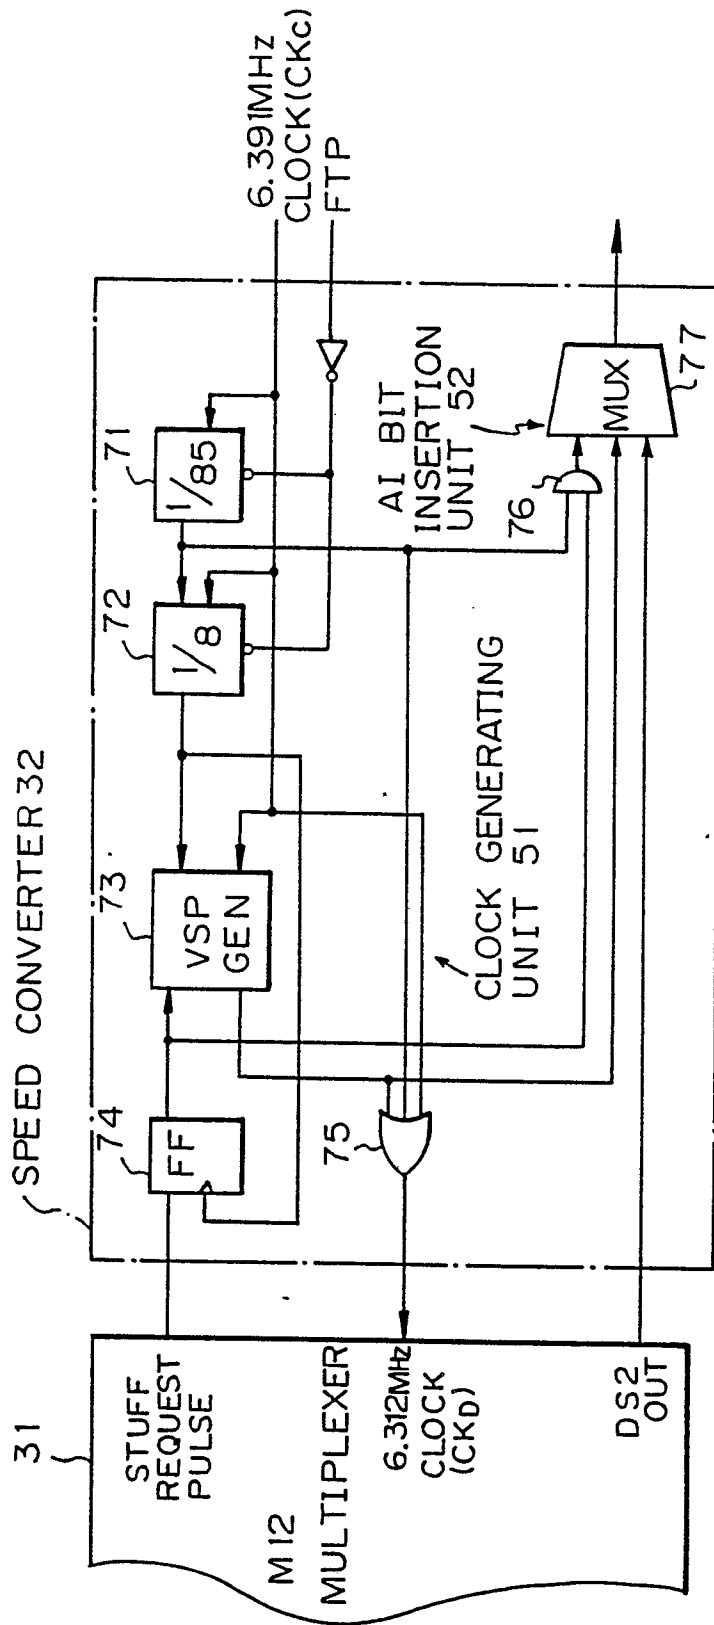 SPEED CONVERTER 32
31
STUFF
REQUEST
PULSE
M12
MULTIPLEXER
6.312MHz
CLOCK
(CKD)
DS2
OUT
74
FF
73
VSP
GEN
72
1/8
71
1/85
6.391MHz
CLOCK(CKc)
FTP
75
CLOCK GENERATING
UNIT 51
AI BIT
INSERTION
UNIT 52
76
MUX
77